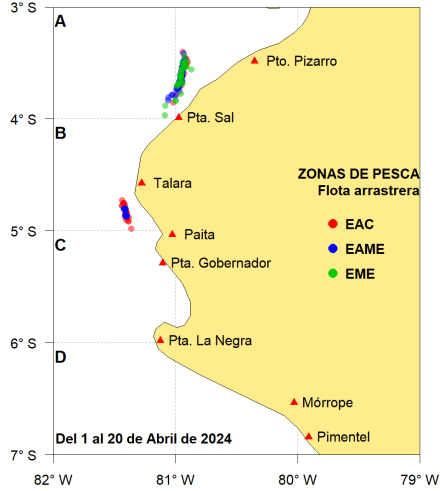 3° S
A
Pto. Pizarro
4° S
Pta. Sal
B
ZONAS DE PESCA
Flota arrastrera
Talara
EAC
5° S
Paita
EAME
C
Pta. Gobernador
EME
6° S
Pta. La Negra
D
Mórrope
Del 1 al 20 de Abril de 2024
Pimentel
7° S
82° W
81° W
80° W
79° W